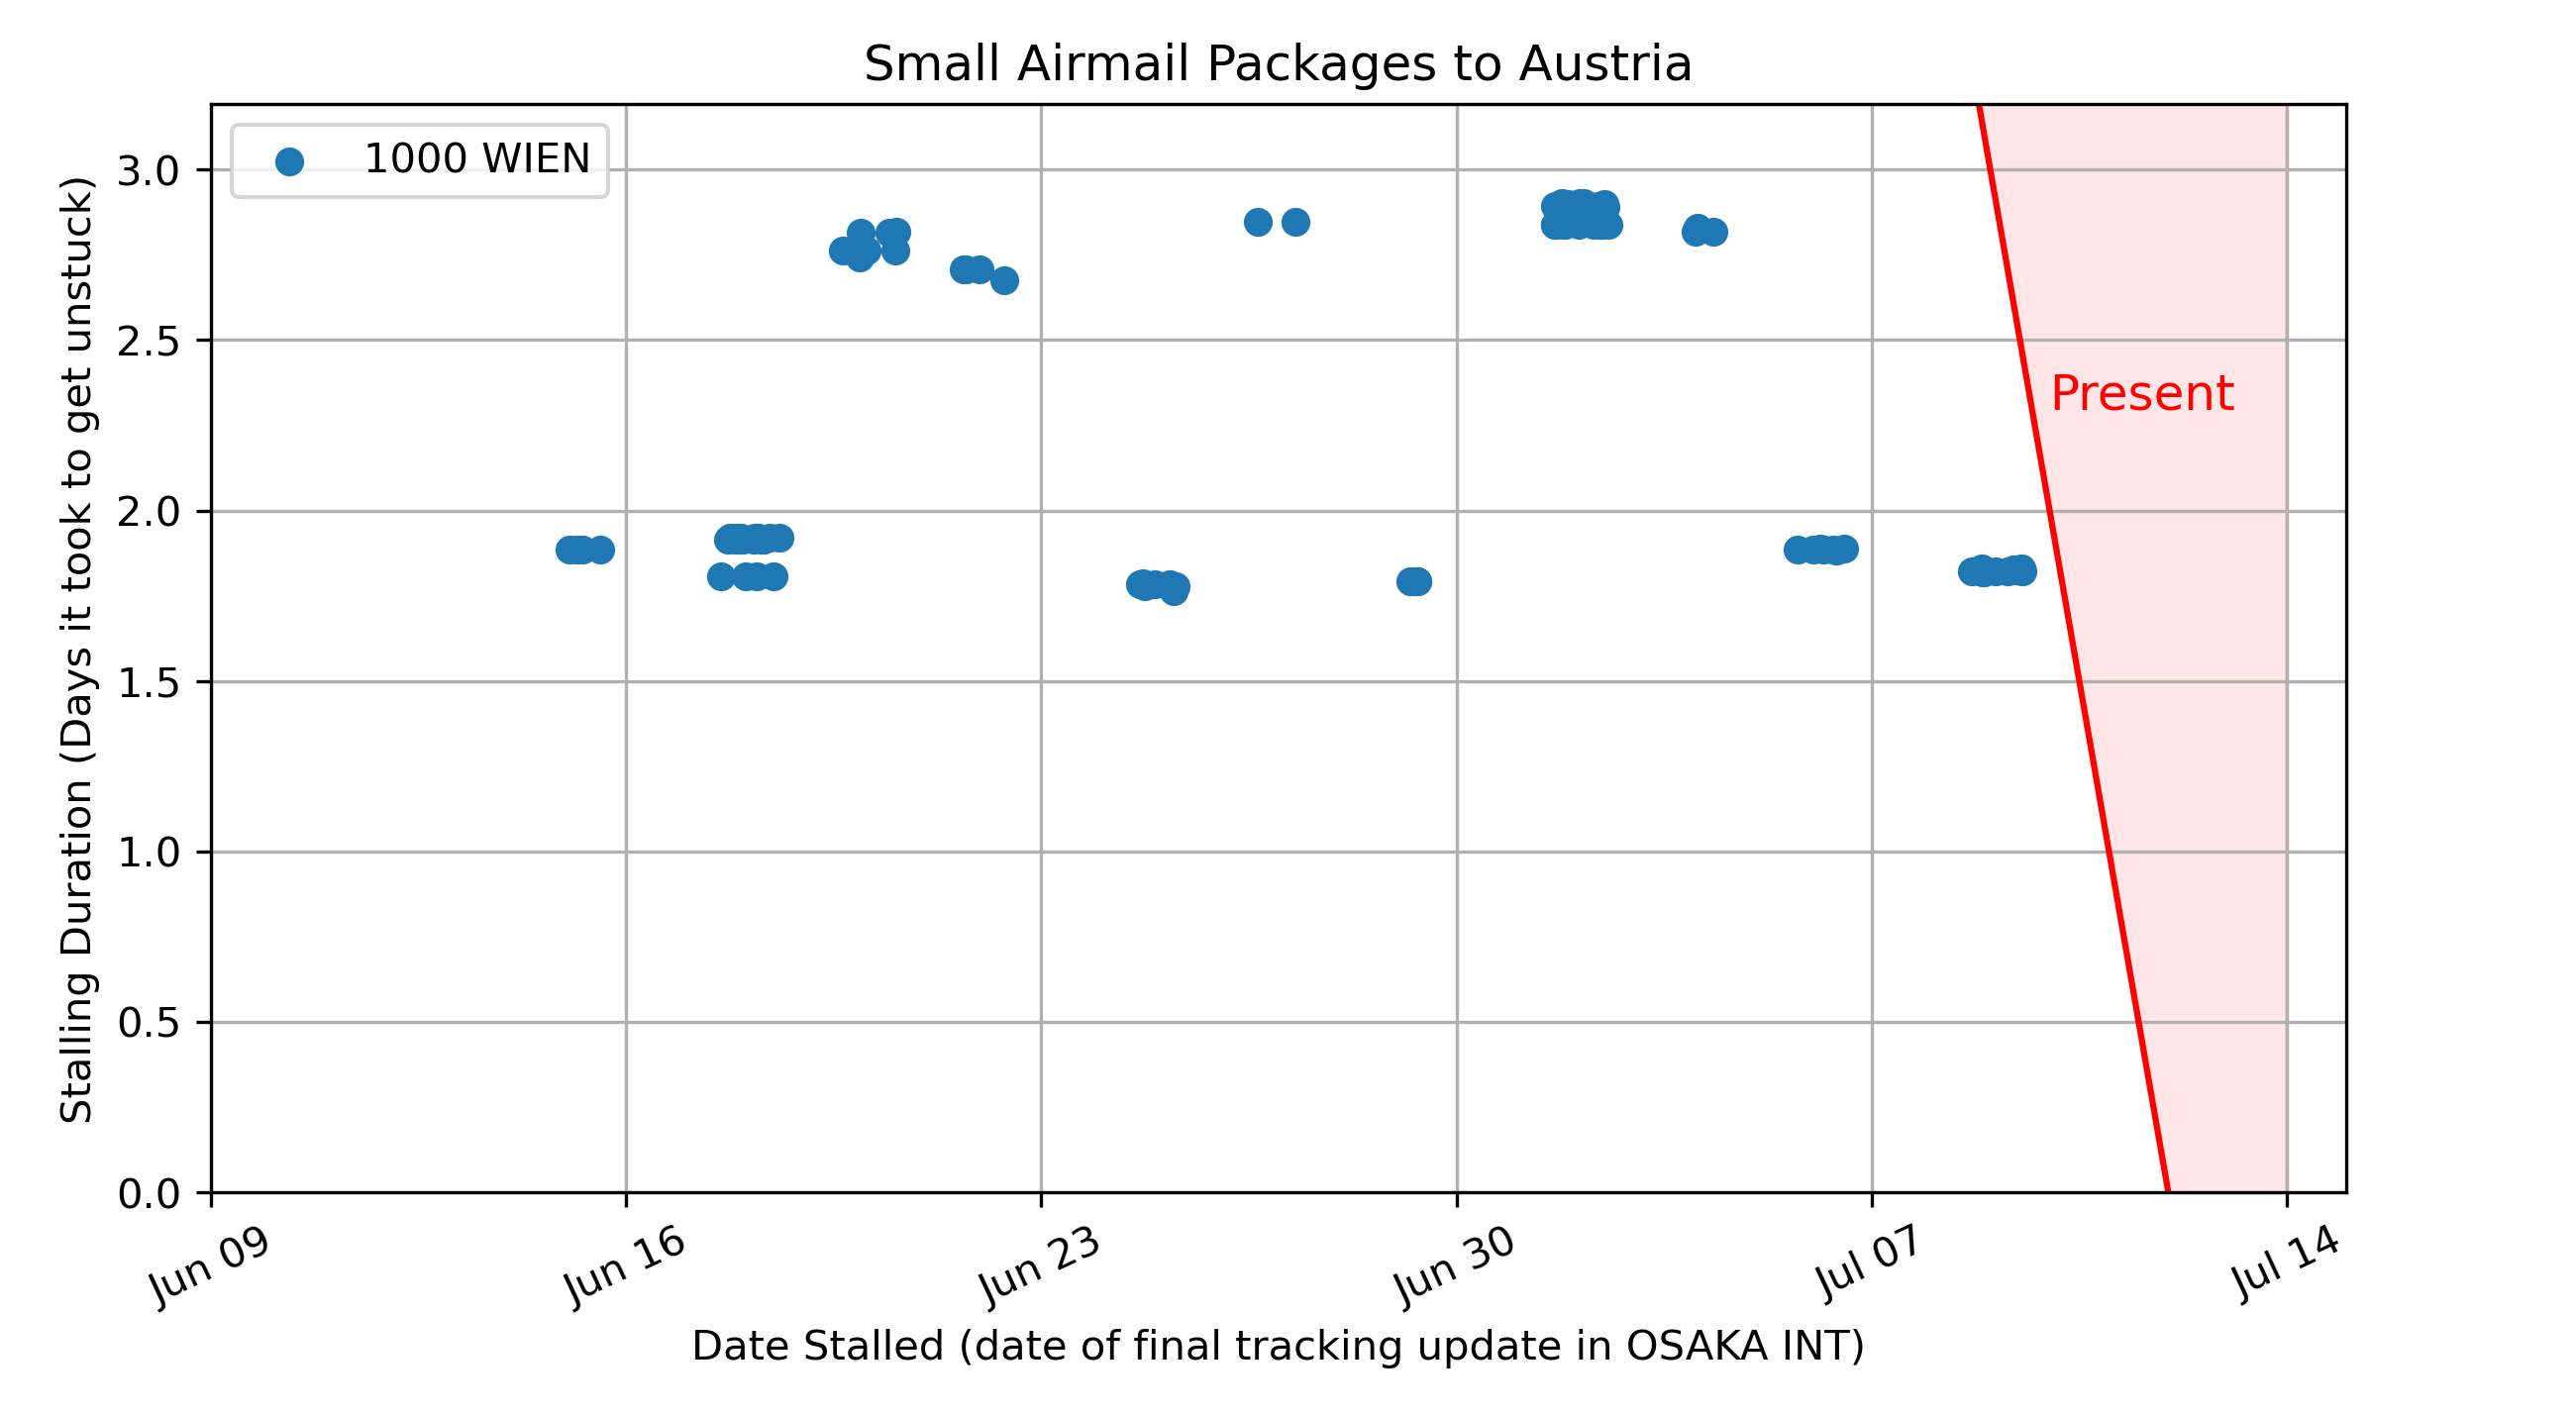 Small Airmail Packages to Austria
1000 WIEN
Stalling Duration (Days it took to get unstuck)
3.0
2.5
2.0
1.5
1.0
0.5
0.0
Present
Jun 09
Jun 16
Jun 23
Jun 30
Jul 07
Jul 14
Date Stalled (date of final tracking update in OSAKA INT)